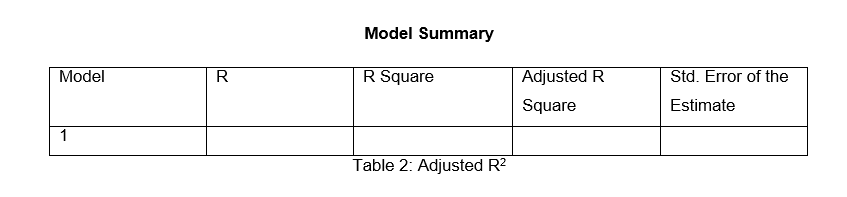 Model Summary
Model R R Square Adjusted R Std. Error of the
Square Estimate
1
Table 2: Adjusted R²